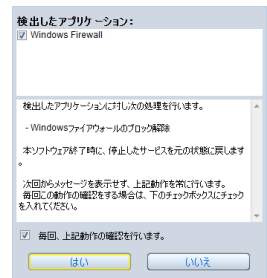 検出したアプリケーション:
Windows Firewall
検出したアプリケーションに対し次の処理を行います。
- Windowsファイアウォールのブロック解除
本ソフトウェア終了時に、停止したサービスを元の状態に戻します
。
次回からメッセージを表示せず、上記動作を常に行います。
毎回この動作の確認をする場合は、下のチェックボックスにチェック
を入れてください。
毎回、上記動作の確認を行います。
はい
いいえ